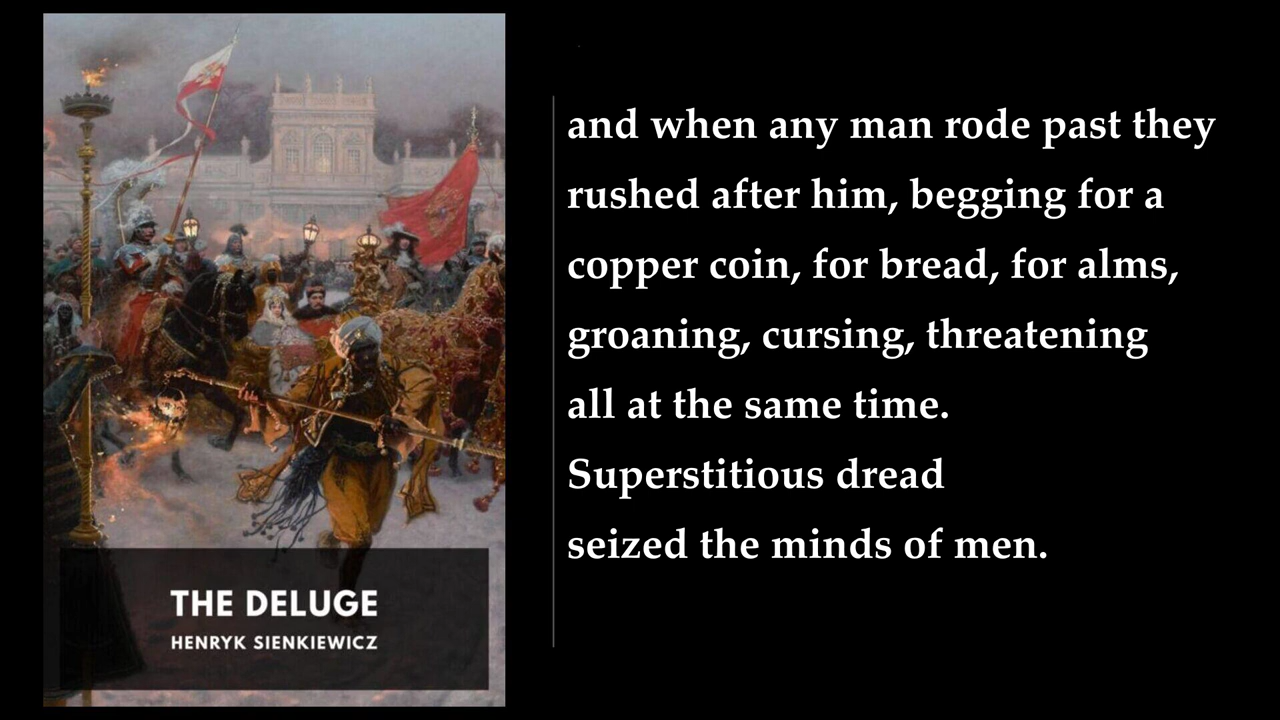 and when any man rode past they
rushed after him, begging for a
copper coin, for bread, for alms,
groaning, cursing, threatening
all at the same time.
Superstitious dread
seized the minds of men.
THE DELUGE
HENRYK SIENKIEWICZ